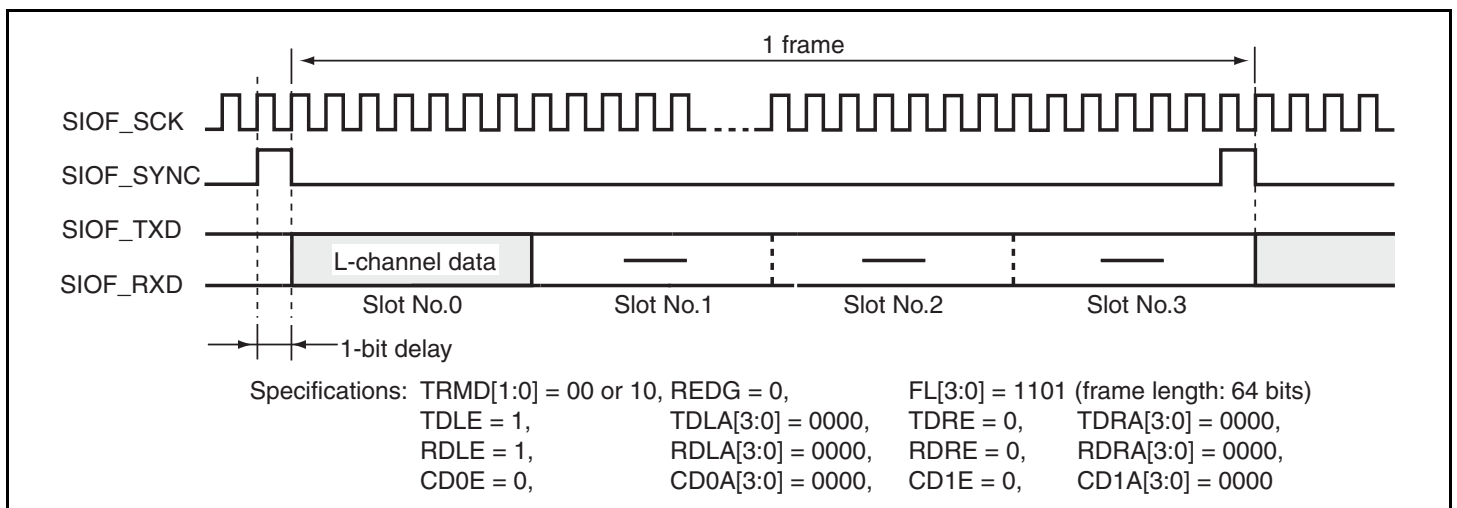 1 frame
SIOF_SCK
SIOF_SYNC
SIOF_TXD
L-channel data
SIOF_RXD
Slot No.0 Slot No.1 Slot No.2 Slot No.3
1-bit delay
Specifications: TRMD[1:0] = 00 or 10, REDG = 0, FL[3:0] = 1101 (frame length: 64 bits)
TDLE = 1, TDLA[3:0] = 0000, TDRE = 0, TDRA[3:0] = 0000,
RDLE = 1, RDLA[3:0] = 0000, RDRE = 0, RDRA[3:0] = 0000,
CD0E = 0, CD0A[3:0] = 0000, CD1E = 0, CD1A[3:0] = 0000